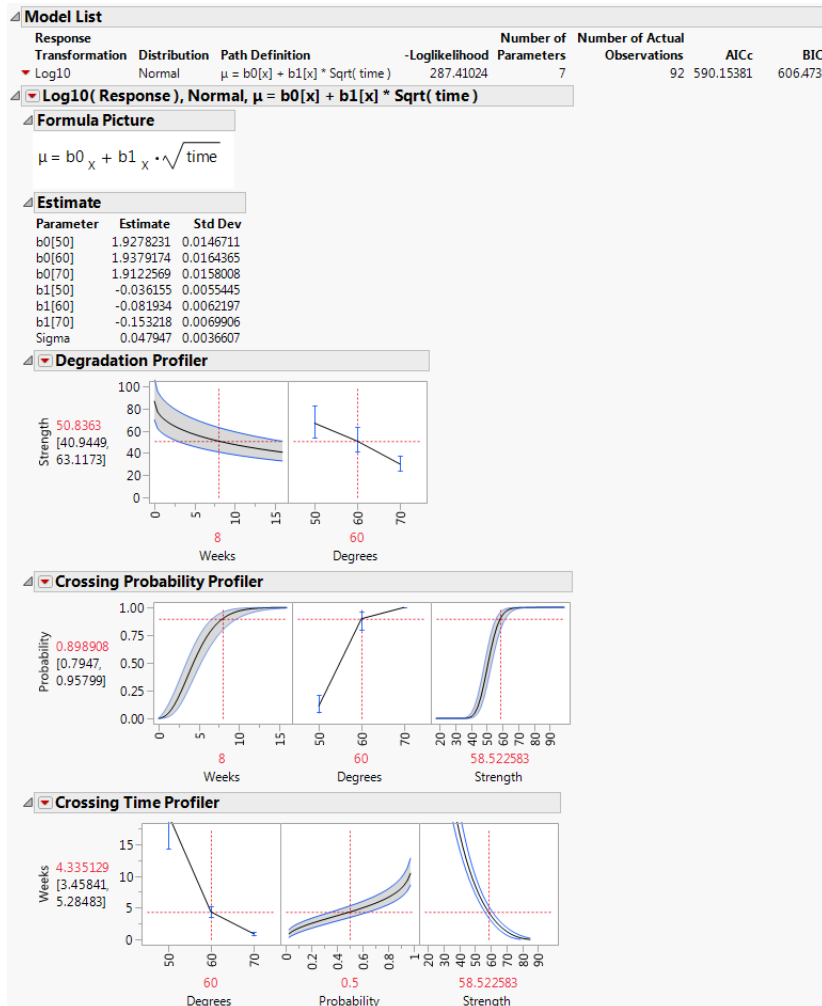 Model List
Response Number of Number of Actual
Transformation Distribution Path Definition -Loglikelihood Parameters Observations AICc BIC
Log10 Normal μ = b0[x] + b1[x] * Sqrt( time ) 287.41024 7 92 590.15381 606.473
Log10( Response ), Normal, μ = b0[x] + b1[x] * Sqrt( time )
Formula Picture
μ = b0 x + b1 x · √ time
Estimate
Parameter Estimate Std Dev
b0[50] 1.9278231 0.0146711
b0[60] 1.9379174 0.0164365
b0[70] 1.9122569 0.0158008
b1[50] -0.036155 0.0055445
b1[60] -0.081934 0.0062197
b1[70] -0.153218 0.0069906
Sigma 0.047947 0.0036607
Degradation Profiler
Strength
50.8363
[40.9449,
63.1173]
100
80
60
40
20
0
0 5 10 15
50 60 70
8 60
Weeks Degrees
Crossing Probability Profiler
Probability
0.898908
[0.7947,
0.95799]
1.00
0.75
0.50
0.25
0.00
0 5 10 15
50 60 70
20 30 40 50 60 70 80 90
8 60 58.522583
Weeks Degrees Strength
Crossing Time Profiler
Weeks
4.335129
[3.45841,
5.28483]
15
10
5
0
50 60 70
0 0.2 0.4 0.6 0.8 1
20 30 40 50 60 70 80 90
60 0.5 58.522583
Degrees Probability Strength